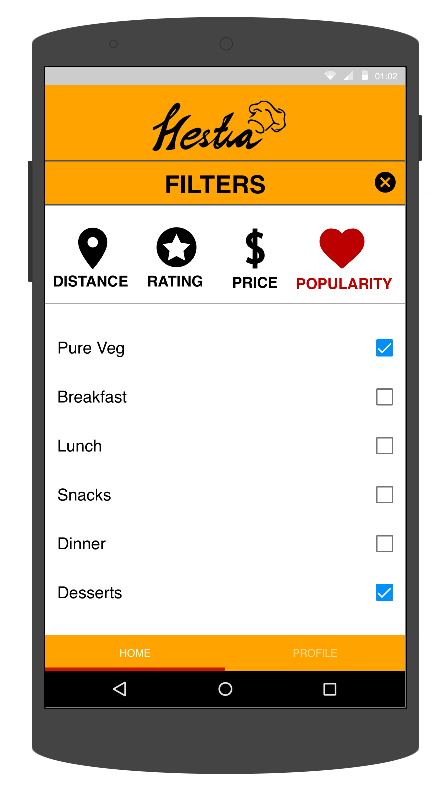 01:02
Hestia
FILTERS
DISTANCE RATING PRICE POPULARITY
Pure Veg
Breakfast
Lunch
Snacks
Dinner
Desserts
HOME PROFILE